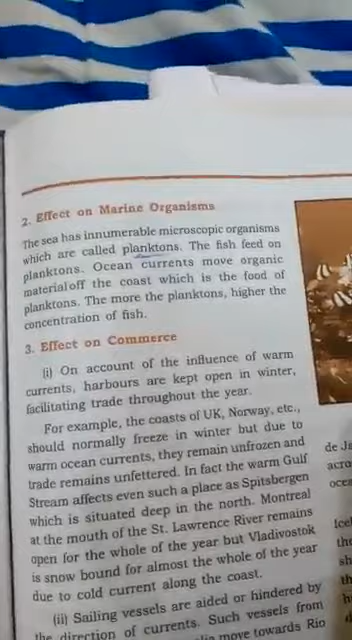 2. Effect on Marine Organisms
The sea has innumerable microscopic organisms
which are called planktons. The fish feed on
planktons. Ocean currents move organic
material off the coast which is the food of
planktons. The more the planktons, higher the
concentration of fish.
3. Effect on Commerce
(i) On account of the influence of warm
currents, harbours are kept open in winter,
facilitating trade throughout the year.
For example, the coasts of UK, Norway, etc.,
should normally freeze in winter but due to
warm ocean currents, they remain unfrozen and
trade remains unfettered. In fact the warm Gulf
Stream affects even such a place as Spitsbergen
which is situated deep in the north. Montreal
at the mouth of the St. Lawrence River remains
open for the whole of the year but Vladivostok
is snow bound for almost the whole of the year
due to cold current along the coast.
(ii) Sailing vessels are aided or hindered by
the direction of currents. Such vessels from
move towards Rio
de Ja
acro
ocea